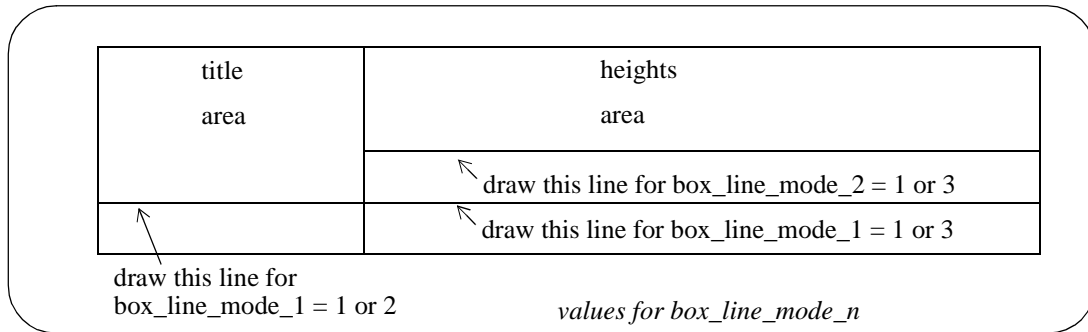 title
area
heights
area
draw this line for box_line_mode_2 = 1 or 3
draw this line for box_line_mode_1 = 1 or 3
draw this line for
box_line_mode_1 = 1 or 2
values for box_line_mode_n